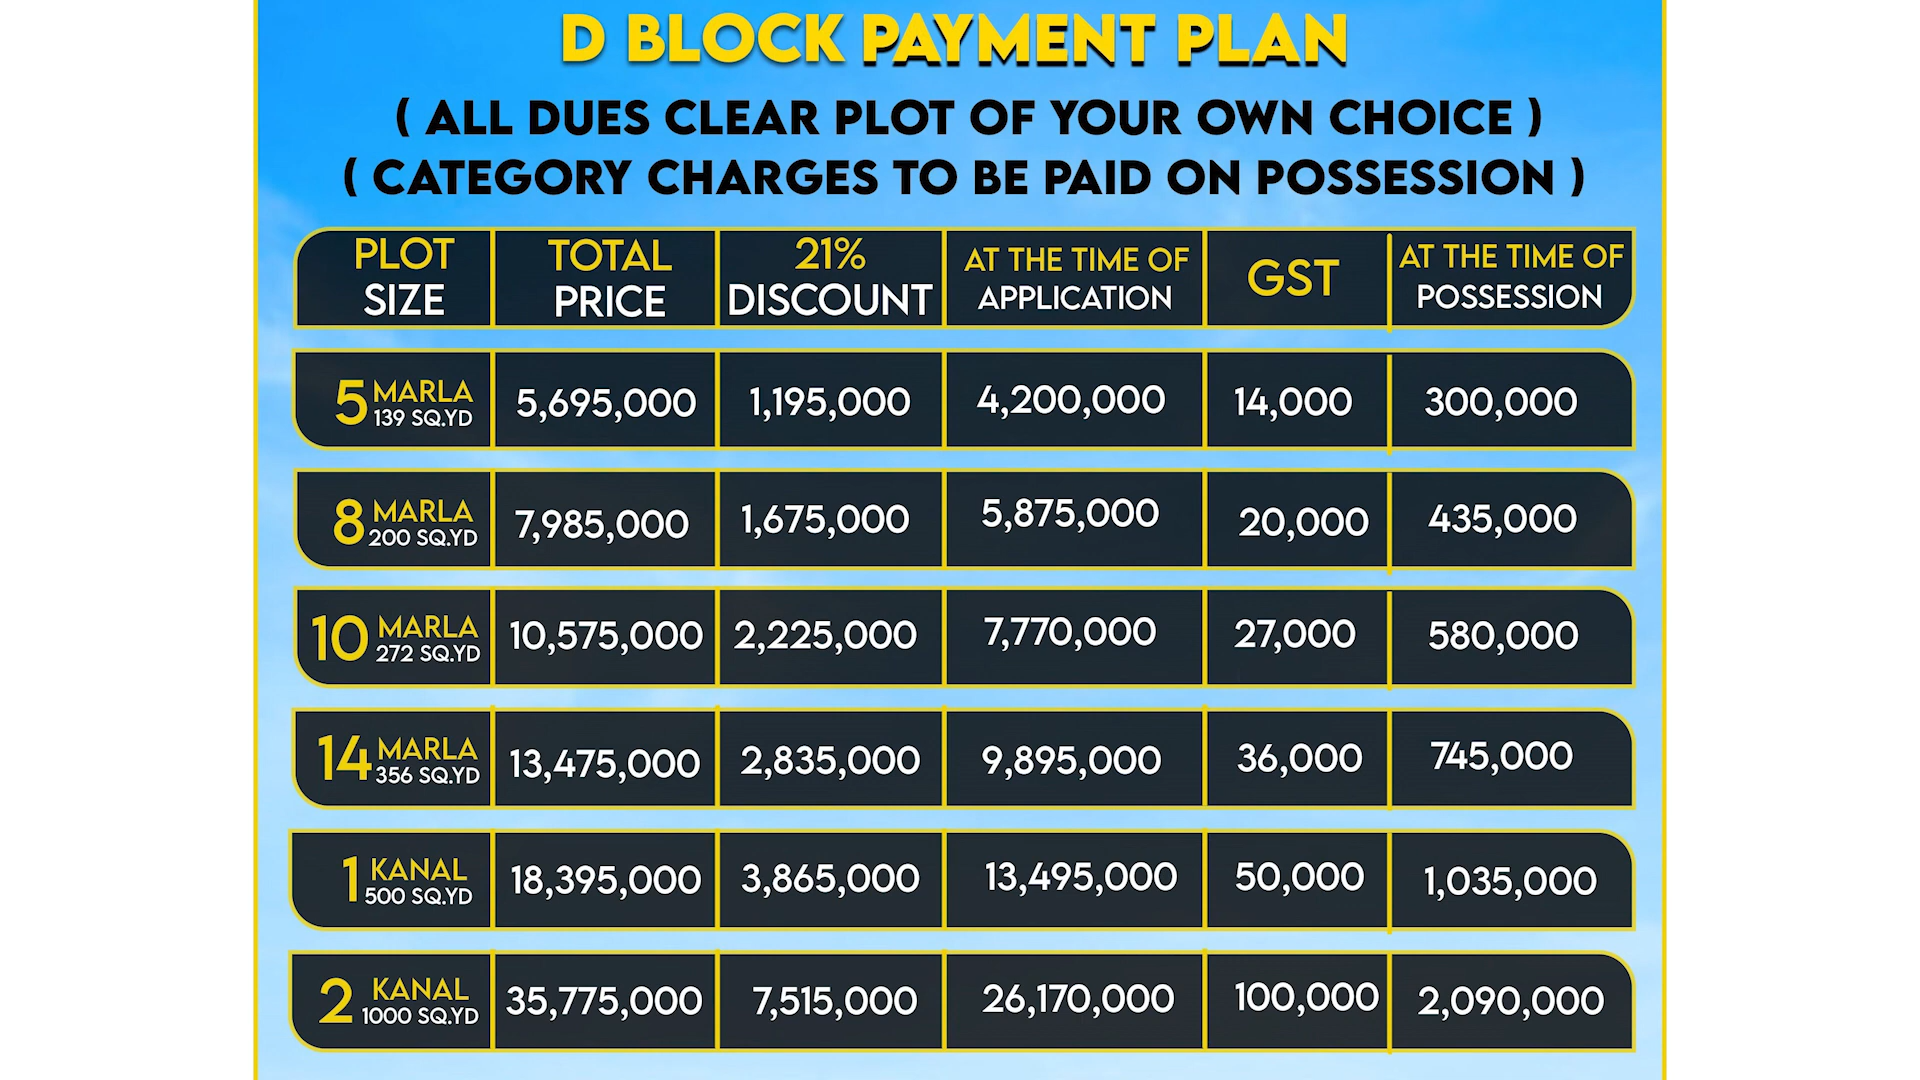 D BLOCK PAYMENT PLAN
( ALL DUES CLEAR PLOT OF YOUR OWN CHOICE )
( CATEGORY CHARGES TO BE PAID ON POSSESSION )
PLOT SIZE TOTAL PRICE 21% DISCOUNT AT THE TIME OF APPLICATION GST AT THE TIME OF POSSESSION
5 MARLA 139 SQ.YD 5,695,000 1,195,000 4,200,000 14,000 300,000
8 MARLA 200 SQ.YD 7,985,000 1,675,000 5,875,000 20,000 435,000
10 MARLA 272 SQ.YD 10,575,000 2,225,000 7,770,000 27,000 580,000
14 MARLA 356 SQ.YD 13,475,000 2,835,000 9,895,000 36,000 745,000
1 KANAL 500 SQ.YD 18,395,000 3,865,000 13,495,000 50,000 1,035,000
2 KANAL 1000 SQ.YD 35,775,000 7,515,000 26,170,000 100,000 2,090,000